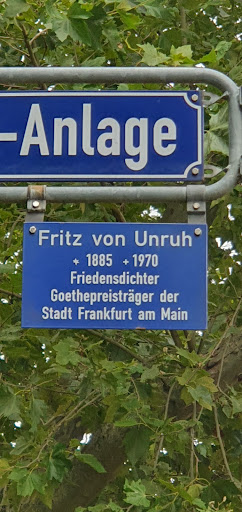 -Anlage
Fritz von Unruh
* 1885 + 1970
Friedensdichter
Goethepreisträger der
Stadt Frankfurt am Main